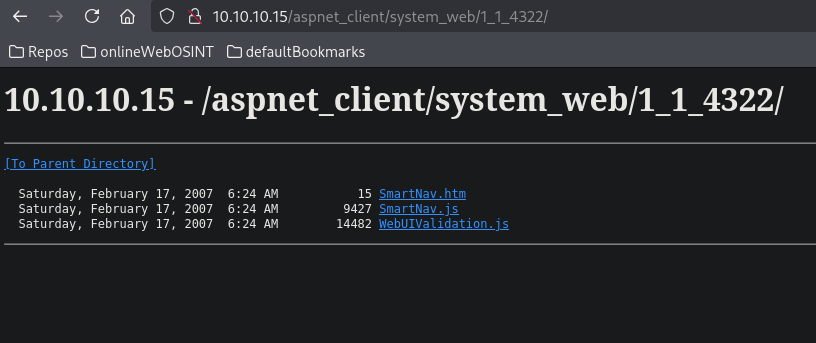 10.10.10.15/aspnet_client/system_web/1_1_4322/
Repos onlineWebOSINT defaultBookmarks
10.10.10.15 - /aspnet_client/system_web/1_1_4322/
[To Parent Directory]
Saturday, February 17, 2007 6:24 AM 15 SmartNav.htm
Saturday, February 17, 2007 6:24 AM 9427 SmartNav.js
Saturday, February 17, 2007 6:24 AM 14482 WebUIValidation.js